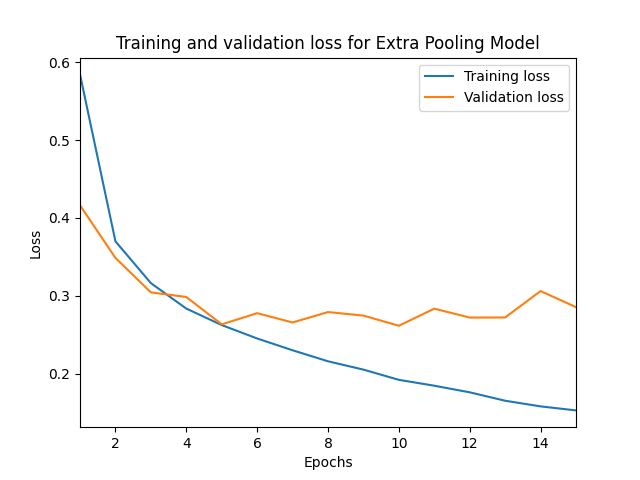 Training and validation loss for Extra Pooling Model
Training loss
Validation loss
0.6
0.5
0.4
0.3
0.2
Loss
2 4 6 8 10 12 14
Epochs